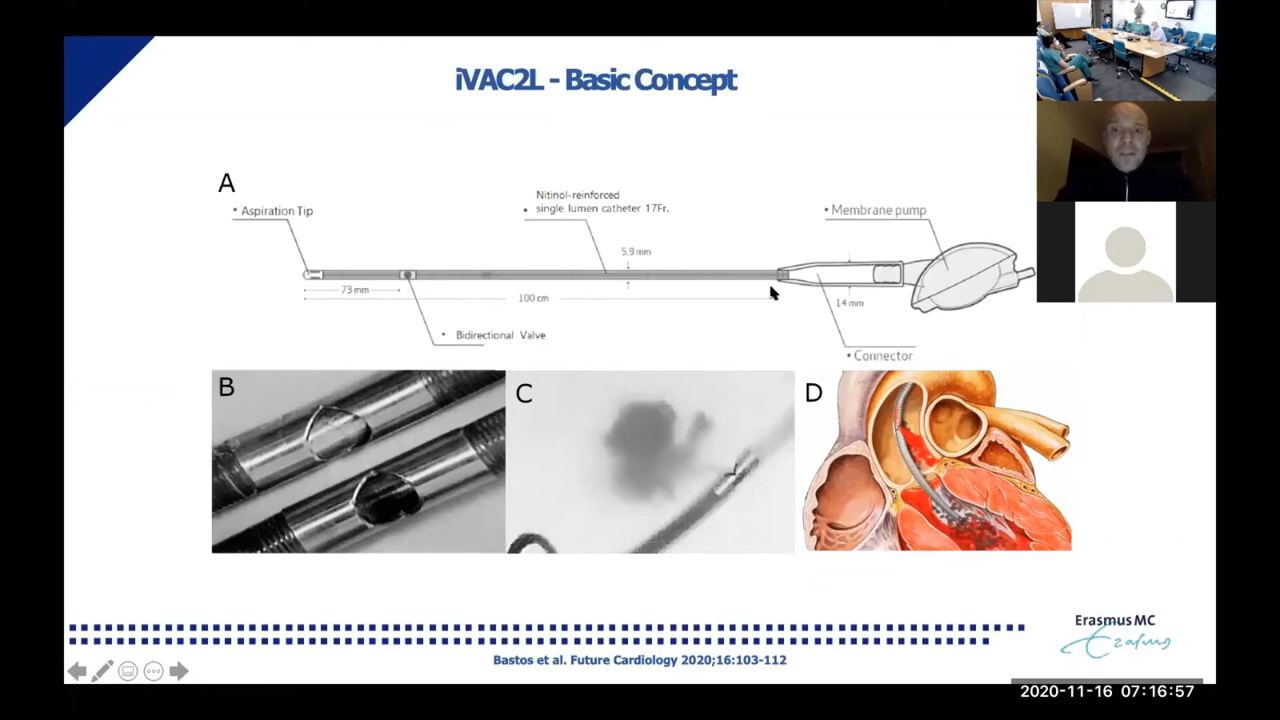 iVAC2L - Basic Concept
A
• Aspiration Tip
Nitinol-reinforced
• single lumen catheter 17Fr.
• Membrane pump
5.9 mm
73 mm
100 cm
14 mm
• Bidirectional Valve
• Connector
B
C
D
Erasmus MC
Erasmus
Bastos et al. Future Cardiology 2020;16:103-112
2020-11-16 07:16:57